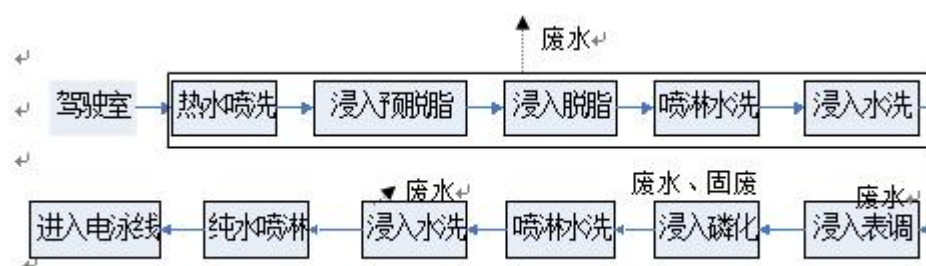 废水
驾驶室 热水喷洗 浸入预脱脂 浸入脱脂 喷淋水洗 浸入水洗
废水 废水、固废 废水
进入电泳线 纯水喷淋 浸入水洗 喷淋水洗 浸入磷化 浸入表调